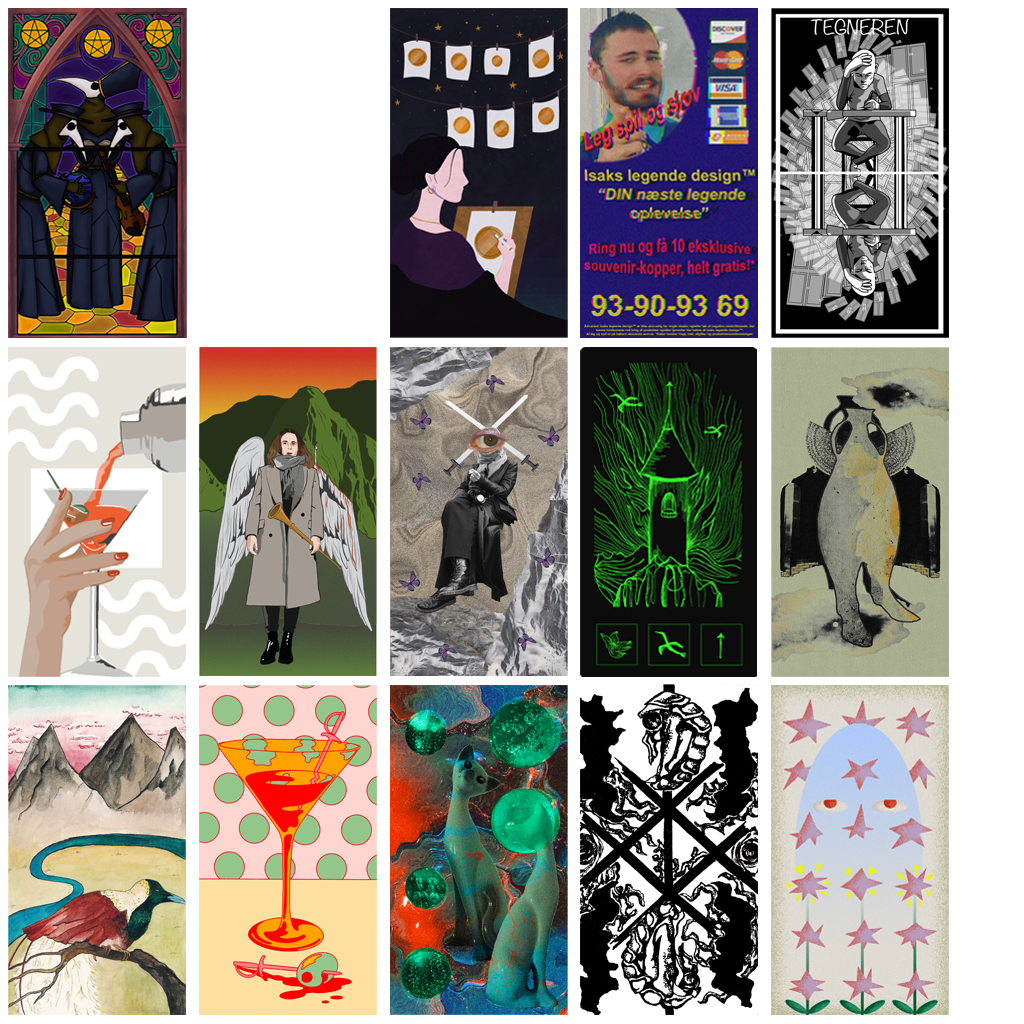 DISCOVER
MasterCard
VISA
Leg spil og sjov
Isaks legende design™
"DIN næste legende
oplevelse"
Ring nu og få 10 eksklusive
souvenir-kopper, helt gratis!*
93-90-93 69
TEGNEREN